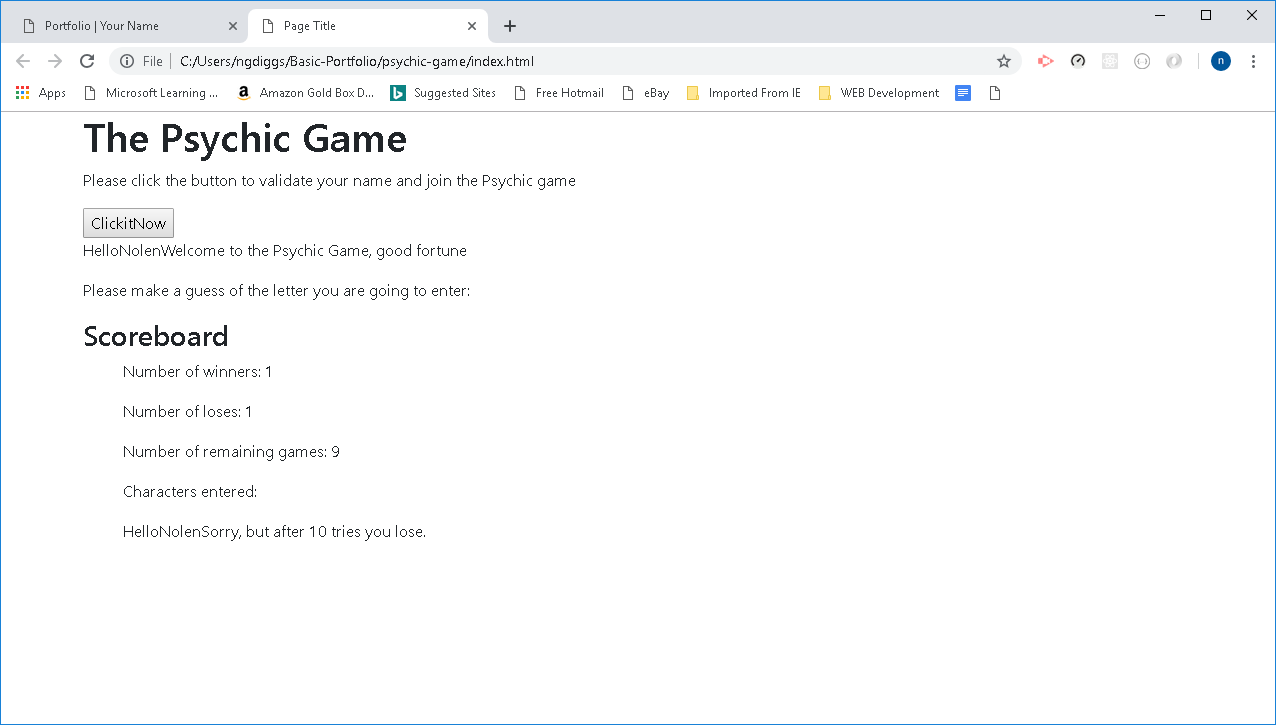 Portfolio | Your Name
Page Title
File
C:/Users/ngdiggs/Basic-Portfolio/psychic-game/index.html
n
Apps
Microsoft Learning ...
a
Amazon Gold Box D...
b
Suggested Sites
Free Hotmail
eBay
Imported From IE
WEB Development
The Psychic Game
Please click the button to validate your name and join the Psychic game
ClickitNow
HelloNolenWelcome to the Psychic Game, good fortune
Please make a guess of the letter you are going to enter:
Scoreboard
Number of winners: 1
Number of loses: 1
Number of remaining games: 9
Characters entered:
HelloNolenSorry, but after 10 tries you lose.